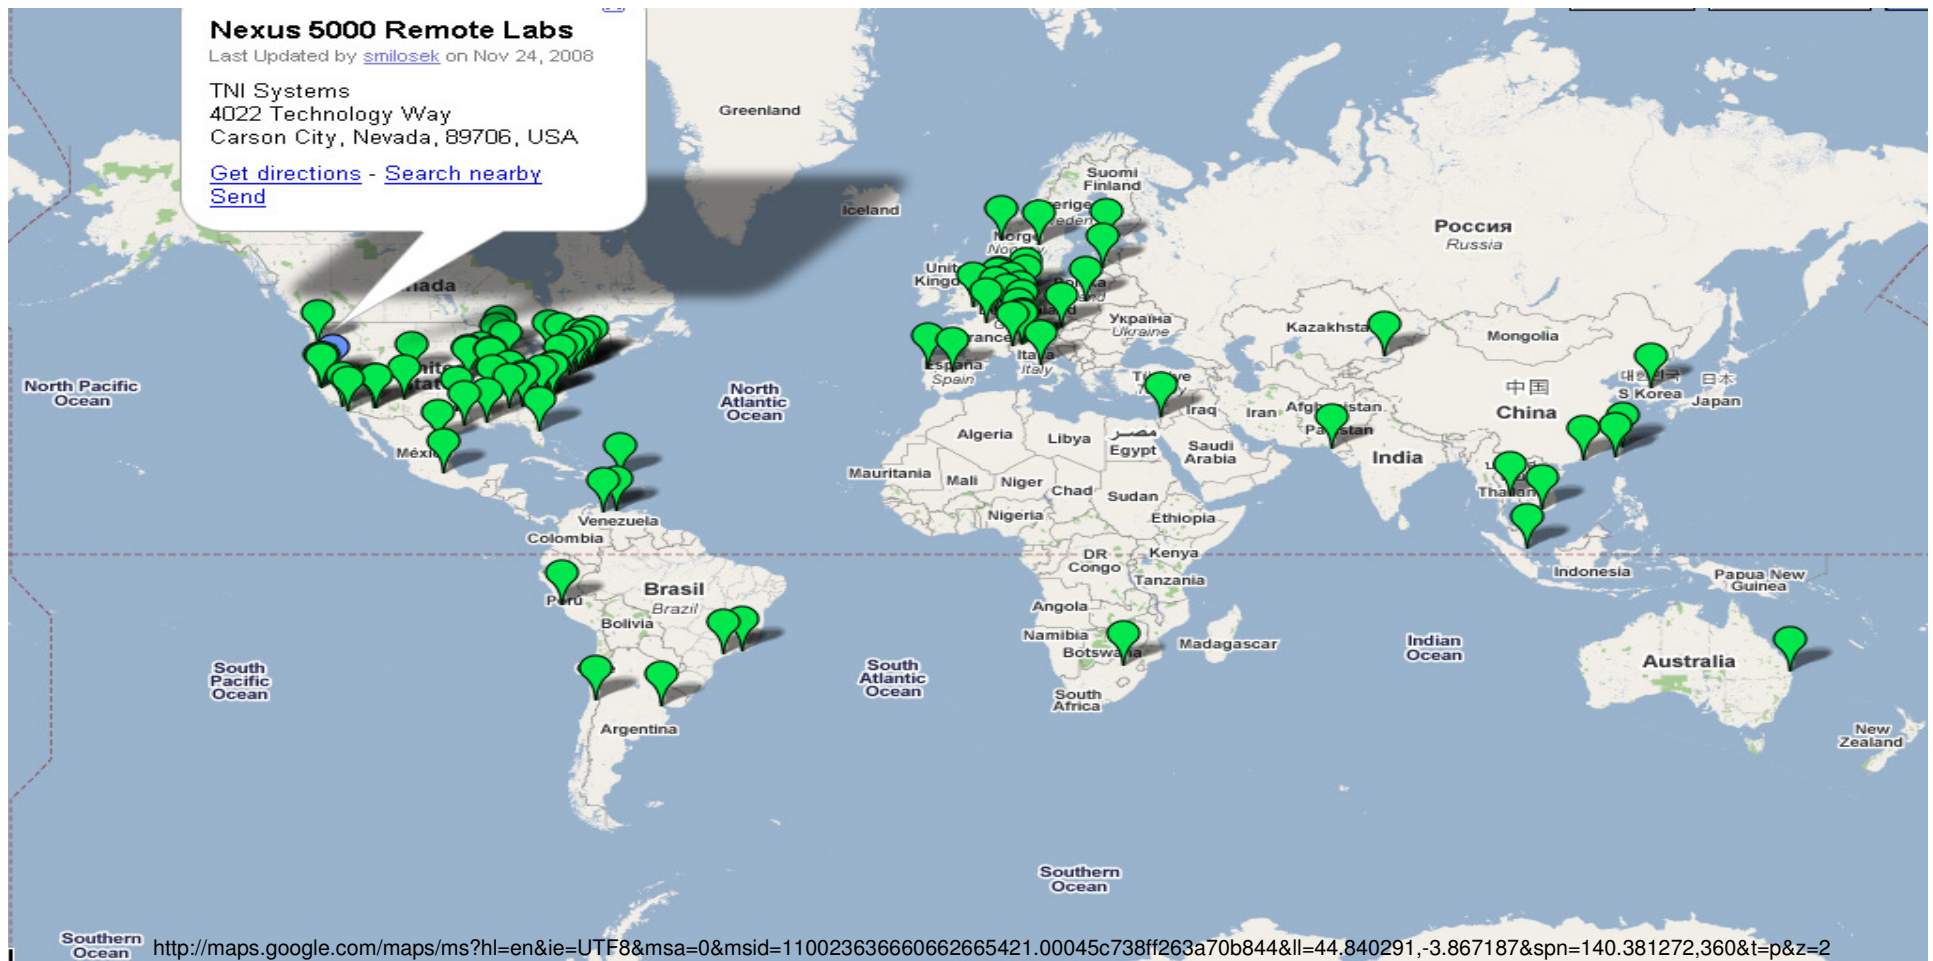 Nexus 5000 Remote Labs
Last Updated by smilosek on Nov 24, 2008
TNI Systems
4022 Technology Way
Carson City, Nevada, 89706, USA
Get directions - Search nearby
Send
Greenland
Iceland
Suomi
Finland
Norge
Россия
Russia
Україна
Ukraine
Kazakhsta
Mongolia
Italia
Italy
España
Spain
North Pacific
Ocean
North
Atlantic
Ocean
Iraq
Iran
中国
China
S Korea
日本
Japan
Algeria
Libya
مصر
Egypt
Saudi
Arabia
India
Mauritania
Mali
Niger
Chad
Sudan
Nigeria
Ethiopia
Venezuela
Colombia
DR
Congo
Kenya
Tanzania
Indonesia
Papua New
Guinea
Perú
Brasil
Brazil
Bolivia
Angola
Namibia
Botswana
Madagascar
Indian
Ocean
Australia
South
Pacific
Ocean
South
Atlantic
Ocean
South
Africa
Argentina
New
Zealand
Southern
Ocean
Southern
Ocean
http://maps.google.com/maps/ms?hl=en&ie=UTF8&msa=0&msid=110023636660662665421.00045c738ff263a70b844&ll=44.840291,-3.867187&spn=140.381272,360&t=p&z=2